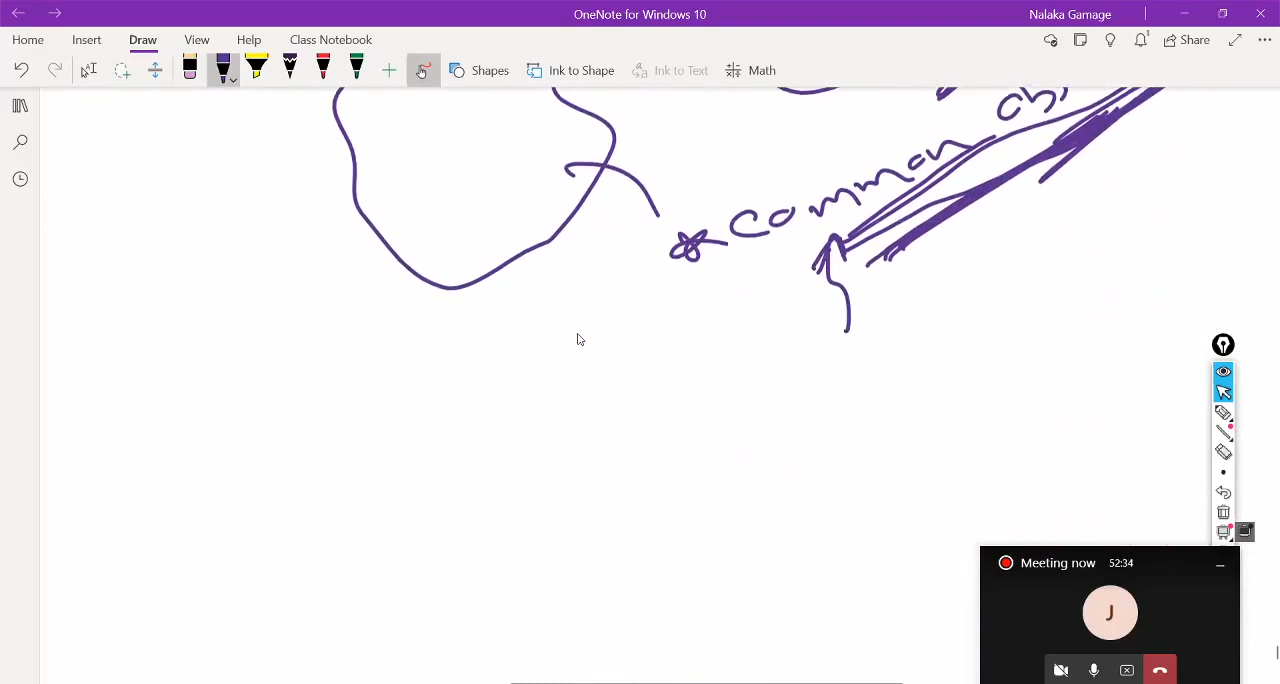 OneNote for Windows 10
Nalaka Gamage
Home Insert Draw View Help Class Notebook
Share
Shapes Ink to Shape Ink to Text Math
* common
Meeting now 52:34
J